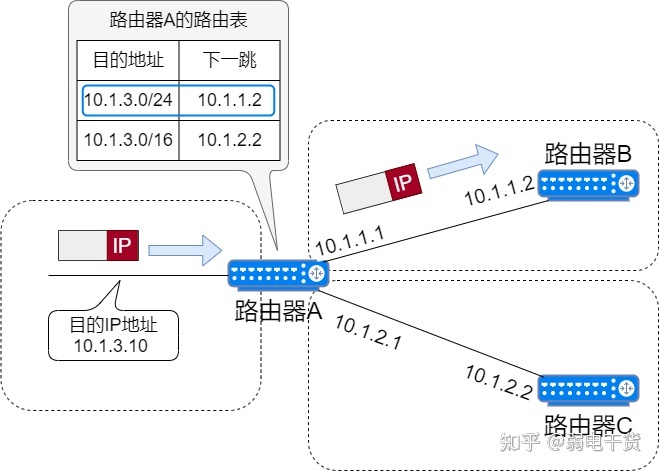 路由器A的路由表
目的地址 下一跳
10.1.3.0/24 10.1.1.2
10.1.3.0/16 10.1.2.2
IP
路由器B
10.1.1.2
IP
10.1.1.1
路由器A
目的IP地址
10.1.3.10
10.1.2.1
10.1.2.2
路由器C
知乎 @弱电干货